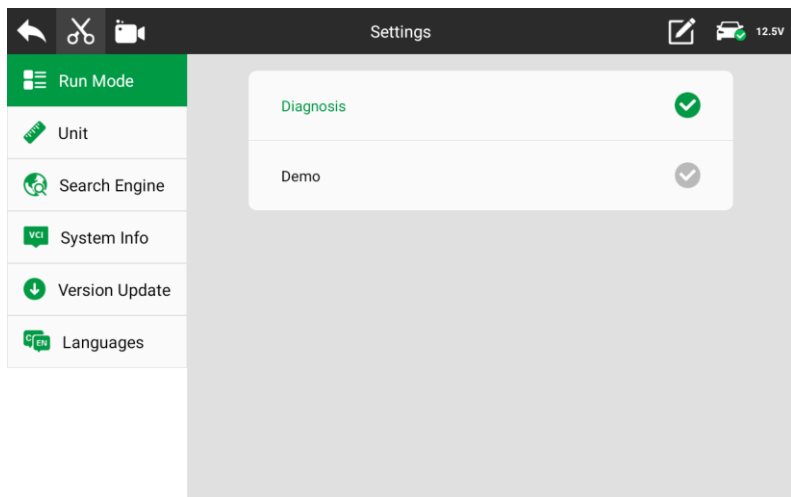 Settings
12.5V
Run Mode
Unit
Search Engine
VCI
System Info
Version Update
C EN
Languages
Diagnosis
Demo